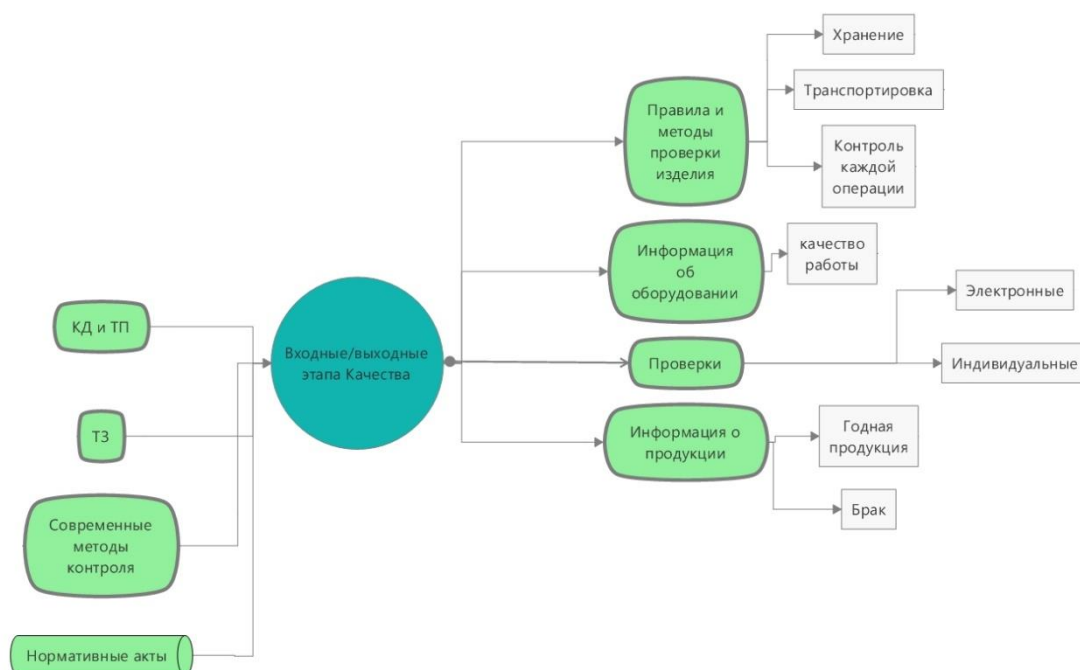 Хранение
Транспортировка
Правила и
методы
проверки
изделия
Контроль
каждой
операции
Информация
об
оборудовании
качество
работы
КД и ТП
Входные/выходные
этапа Качества
Проверки
Электронные
Индивидуальные
ТЗ
Информация о
продукции
Годная
продукция
Брак
Современные
методы
контроля
Нормативные акты